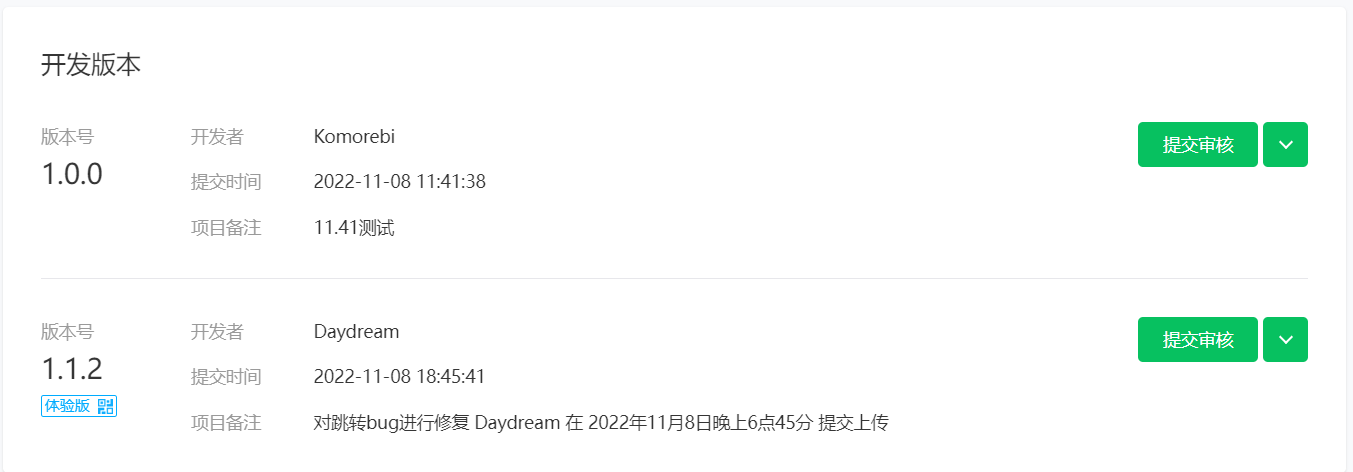 开发版本
版本号 开发者 Komorebi 提交审核
1.0.0
提交时间 2022-11-08 11:41:38
项目备注 11.41测试
版本号 开发者 Daydream 提交审核
1.1.2
提交时间 2022-11-08 18:45:41
体验版
项目备注 对跳转bug进行修复 Daydream 在 2022年11月8日晚上6点45分 提交上传